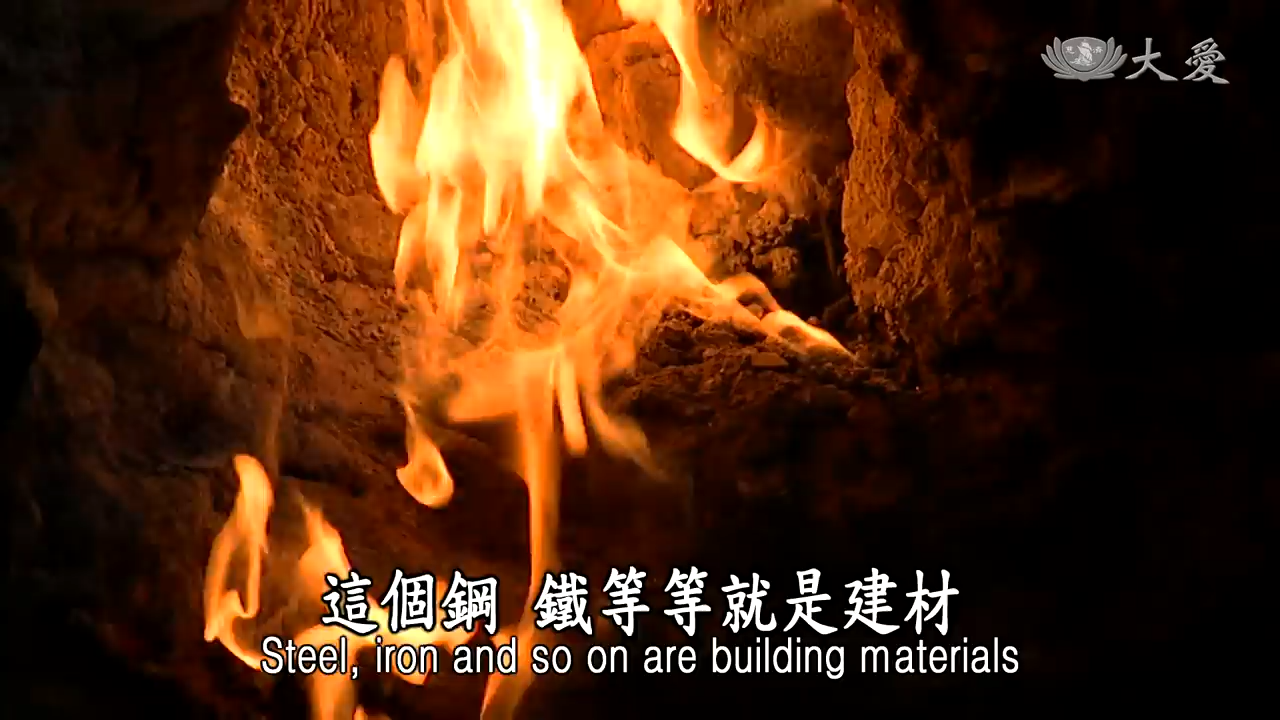 大愛
這個鋼 鐵等等就是建材
Steel, iron and so on are building materials